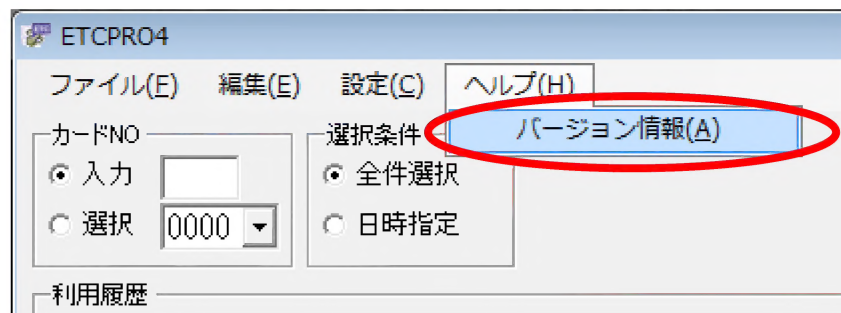 ETCPRO4
ファイル(F) 編集(E) 設定(C) ヘルプ(H)
バージョン情報(A)
カードNO
入力
選択 0000
選択条件
全件選択
日時指定
利用履歴